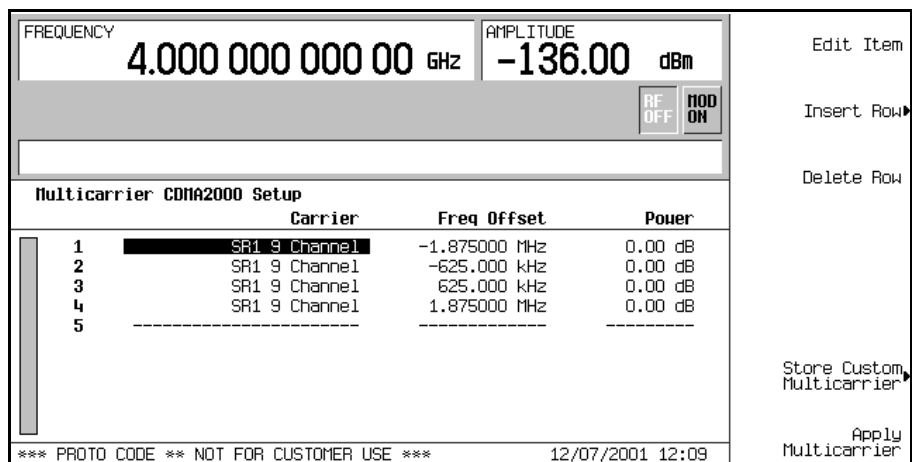 FREQUENCY
4.000 000 000 00 GHz
AMPLITUDE
-136.00 dBm
RF OFF
MOD ON
Multicarrier CDMA2000 Setup
Carrier Freq Offset Power
1 SR1 9 Channel -1.875000 MHz 0.00 dB
2 SR1 9 Channel -625.000 kHz 0.00 dB
3 SR1 9 Channel 625.000 kHz 0.00 dB
4 SR1 9 Channel 1.875000 MHz 0.00 dB
5 ----------------------- ------------- ---------
*** PROTO CODE ** NOT FOR CUSTOMER USE *** 12/07/2001 12:09
Edit Item
Insert Row
Delete Row
Store Custom
Multicarrier
Apply
Multicarrier